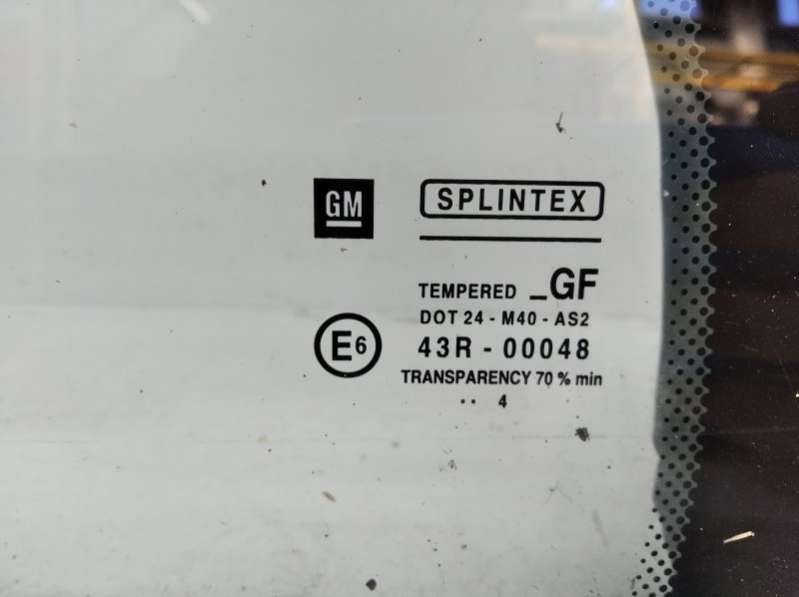 GM
SPLINTEX
TEMPERED _GF
DOT 24 - M40 - AS2
E6
43R - 00048
TRANSPARENCY 70 % min
·· 4